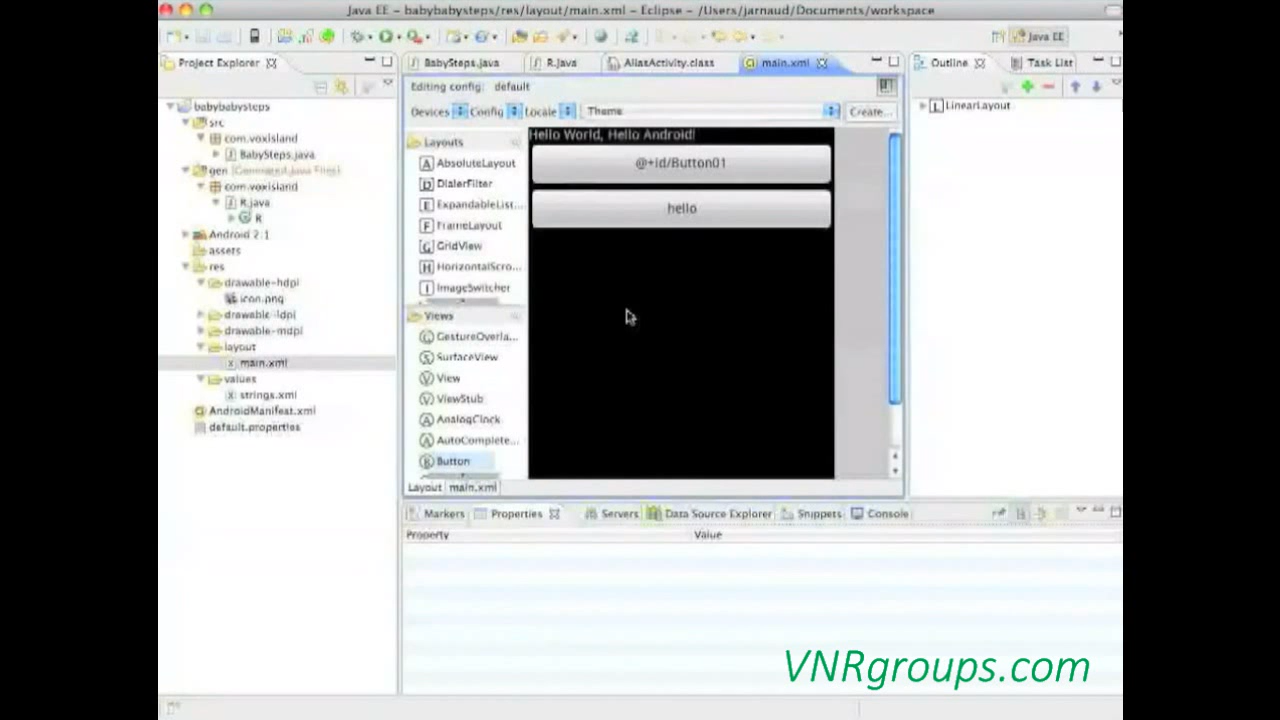 Java EE - babybabysteps/res/layout/main.xml - Eclipse - /Users/jarnaud/Documents/workspace
Java EE
Project Explorer
babybabysteps
src
com.voxisland
BabySteps.java
gen [Generated Java Files]
com.voxisland
R.java
R
Android 2.1
assets
res
drawable-hdpi
icon.png
drawable-ldpi
drawable-mdpi
layout
main.xml
values
strings.xml
AndroidManifest.xml
default.properties
BabySteps.java
R.java
AliasActivity.class
main.xml
Editing config: default
Devices Config Locale Theme Create...
Layouts
A AbsoluteLayout
D DialerFilter
E ExpandableList...
F FrameLayout
G GridView
H HorizontalScro...
I ImageSwitcher
Views
G GestureOverla...
S SurfaceView
V View
V ViewStub
A AnalogClock
A AutoComplete...
B Button
Hello World, Hello Android!
@+id/Button01
hello
Layout main.xml
Outline Task List
L LinearLayout
Markers Properties Servers Data Source Explorer Snippets Console
Property Value
VNRgroups.com